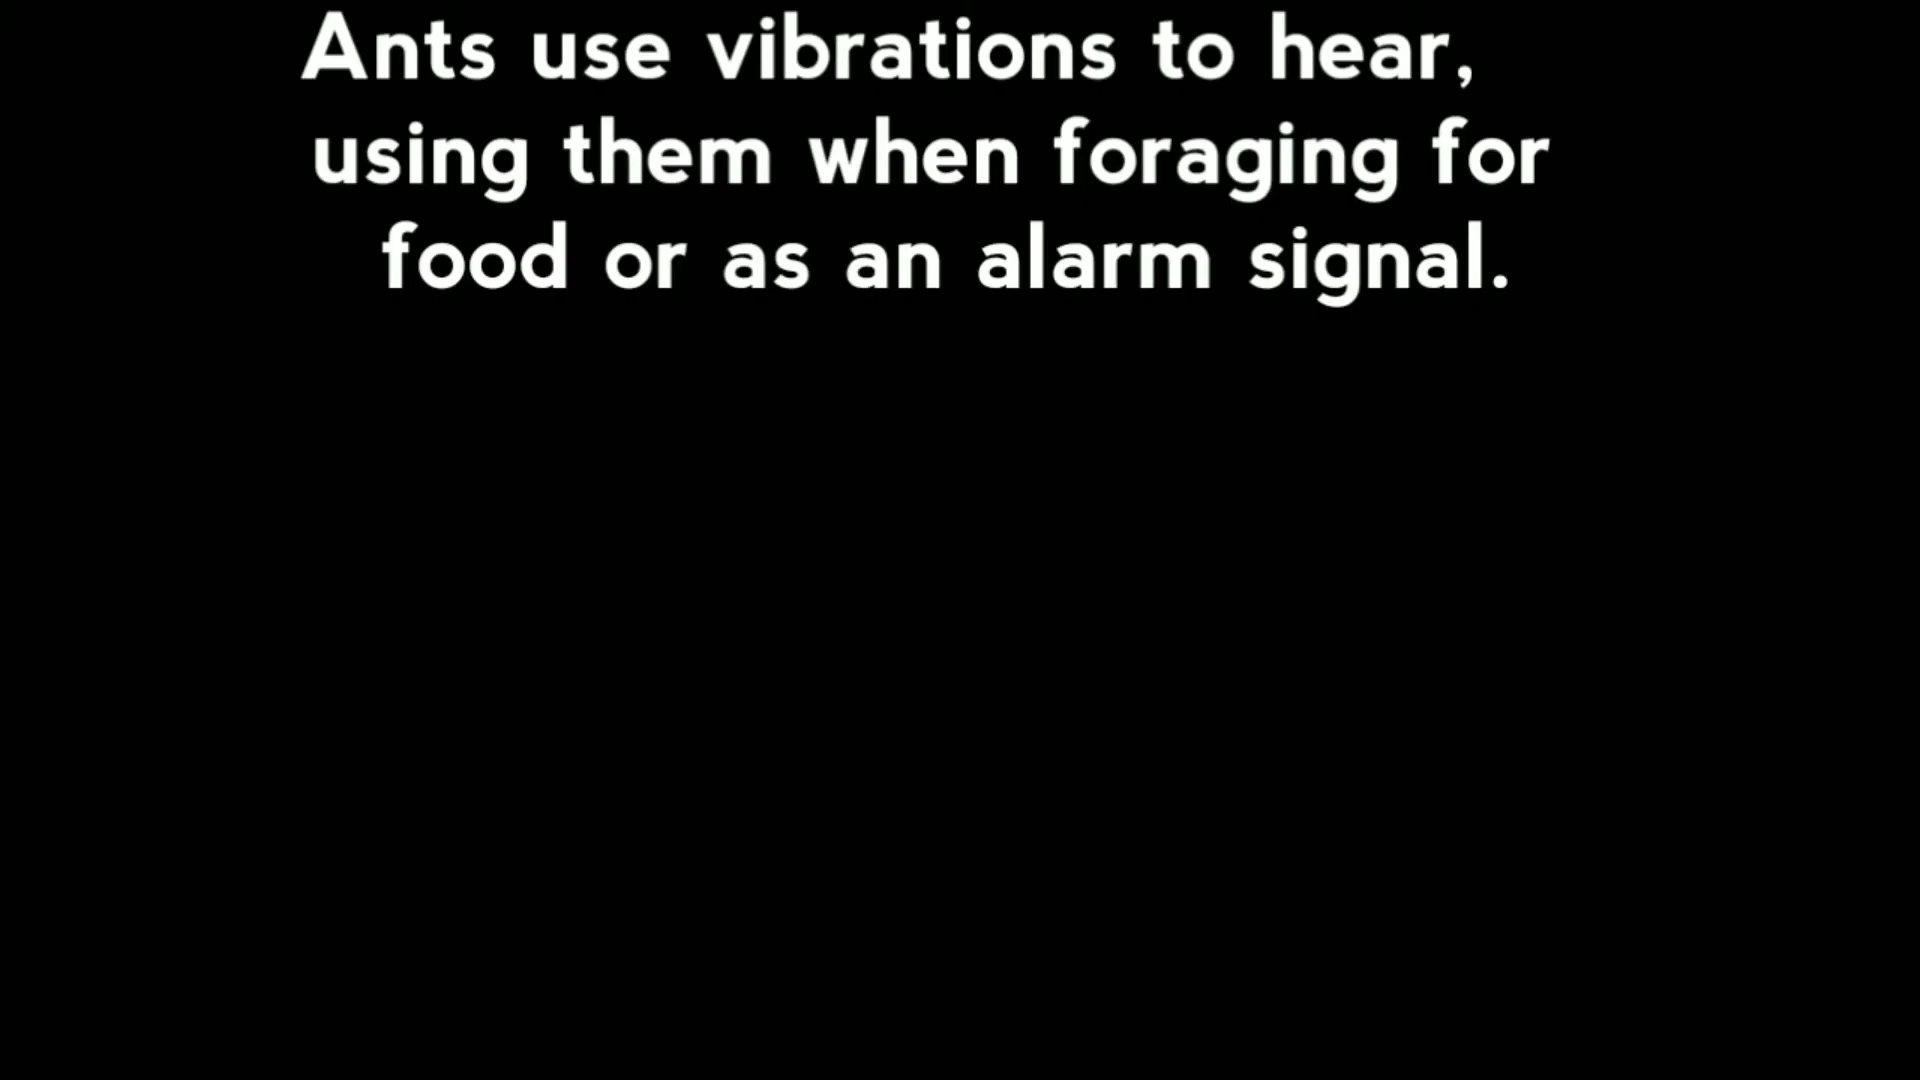 Ants use vibrations to hear,
using them when foraging for
food or as an alarm signal.